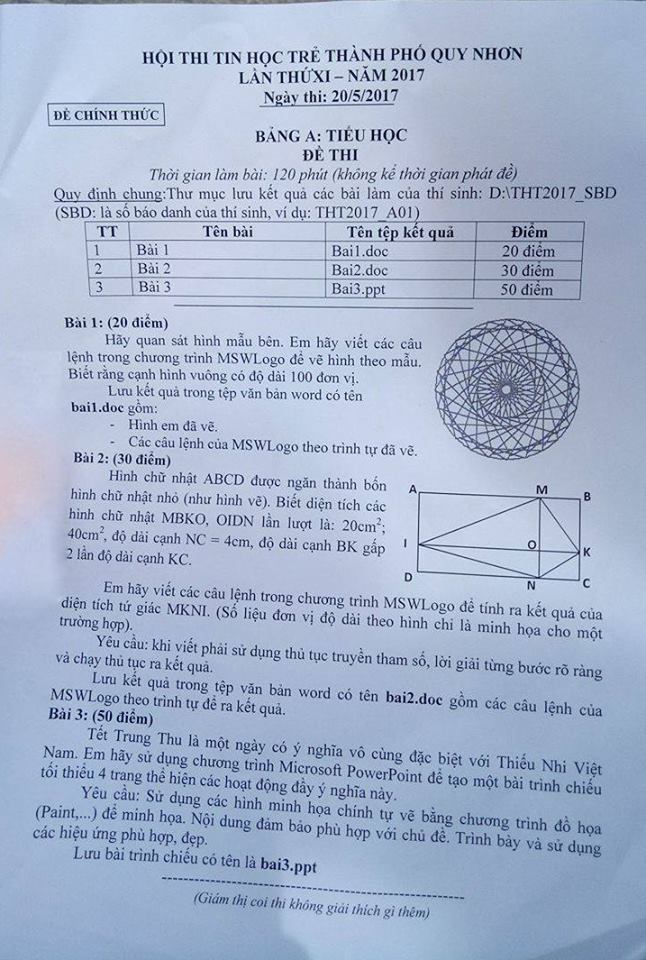 HỘI THI TIN HỌC TRẺ THÀNH PHỐ QUY NHƠN
LẦN THỨXI – NĂM 2017
Ngày thi: 20/5/2017
ĐỀ CHÍNH THỨC
BẢNG A: TIỂU HỌC
ĐỀ THI
Thời gian làm bài: 120 phút (không kể thời gian phát đề)
Quy định chung:Thư mục lưu kết quả các bài làm của thí sinh: D:\THT2017_SBD
(SBD: là số báo danh của thí sinh, ví dụ: THT2017_A01)
TT Tên bài Tên tệp kết quả Điểm
1 Bài 1 Bai1.doc 20 điểm
2 Bài 2 Bai2.doc 30 điểm
3 Bài 3 Bai3.ppt 50 điểm
Bài 1: (20 điểm)
Hãy quan sát hình mẫu bên. Em hãy viết các câu
lệnh trong chương trình MSWLogo để vẽ hình theo mẫu.
Biết rằng cạnh hình vuông có độ dài 100 đơn vị.
Lưu kết quả trong tệp văn bản word có tên
bai1.doc gồm:
- Hình em đã vẽ.
- Các câu lệnh của MSWLogo theo trình tự đã vẽ.
Bài 2: (30 điểm)
Hình chữ nhật ABCD được ngăn thành bốn
hình chữ nhật nhỏ (như hình vẽ). Biết diện tích các
hình chữ nhật MBKO, OIDN lần lượt là: 20cm²;
40cm², độ dài cạnh NC = 4cm, độ dài cạnh BK gấp
2 lần độ dài cạnh KC.
A M B
I O K
D N C
Em hãy viết các câu lệnh trong chương trình MSWLogo để tính ra kết quả của
diện tích tứ giác MKNI. (Số liệu đơn vị độ dài theo hình chỉ là minh họa cho một
trường hợp).
Yêu cầu: khi viết phải sử dụng thủ tục truyền tham số, lời giải từng bước rõ ràng
và chạy thủ tục ra kết quả.
Lưu kết quả trong tệp văn bản word có tên bai2.doc gồm các câu lệnh của
MSWLogo theo trình tự để ra kết quả.
Bài 3: (50 điểm)
Tết Trung Thu là một ngày có ý nghĩa vô cùng đặc biệt với Thiếu Nhi Việt
Nam. Em hãy sử dụng chương trình Microsoft PowerPoint để tạo một bài trình chiếu
tối thiểu 4 trang thể hiện các hoạt động đầy ý nghĩa này.
Yêu cầu: Sử dụng các hình minh họa chính tự vẽ bằng chương trình đồ họa
(Paint,...) để minh họa. Nội dung đảm bảo phù hợp với chủ đề. Trình bày và sử dụng
các hiệu ứng phù hợp, đẹp.
Lưu bài trình chiếu có tên là bai3.ppt
(Giám thị coi thi không giải thích gì thêm)